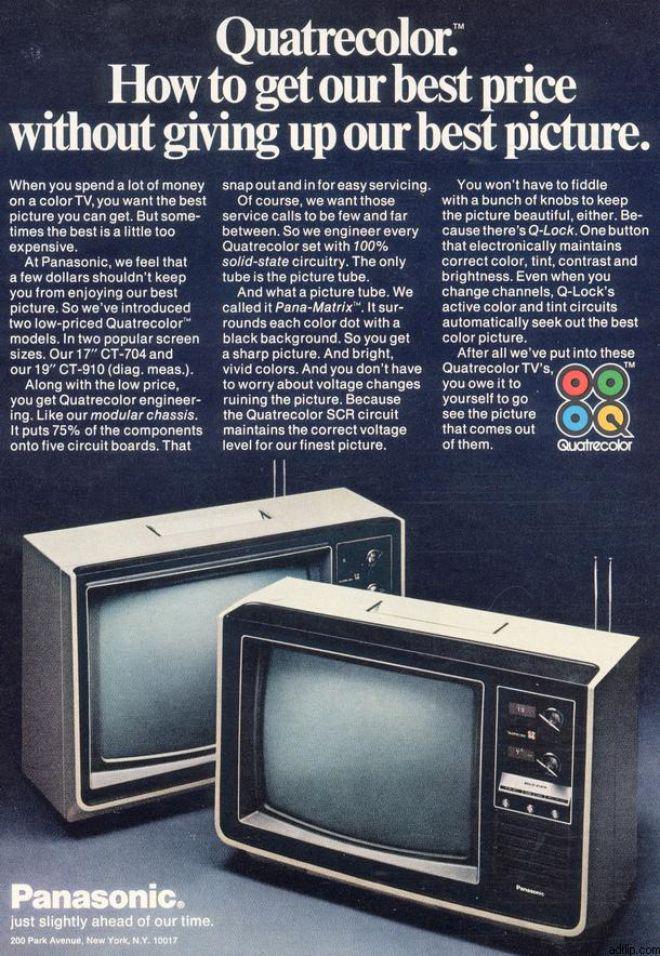 Quatrecolor.™
How to get our best price
without giving up our best picture.
When you spend a lot of money
on a color TV, you want the best
picture you can get. But some-
times the best is a little too
expensive.
At Panasonic, we feel that
a few dollars shouldn't keep
you from enjoying our best
picture. So we've introduced
two low-priced Quatrecolor™
models. In two popular screen
sizes. Our 17″ CT-704 and
our 19″ CT-910 (diag. meas.).
Along with the low price,
you get Quatrecolor engineer-
ing. Like our modular chassis.
It puts 75% of the components
onto five circuit boards. That
snap out and in for easy servicing.
Of course, we want those
service calls to be few and far
between. So we engineer every
Quatrecolor set with 100%
solid-state circuitry. The only
tube is the picture tube.
And what a picture tube. We
called it Pana-Matrix™. It sur-
rounds each color dot with a
black background. So you get
a sharp picture. And bright,
vivid colors. And you don't have
to worry about voltage changes
ruining the picture. Because
the Quatrecolor SCR circuit
maintains the correct voltage
level for our finest picture.
You won't have to fiddle
with a bunch of knobs to keep
the picture beautiful, either. Be-
cause there's Q-Lock. One button
that electronically maintains
correct color, tint, contrast and
brightness. Even when you
change channels, Q-Lock's
active color and tint circuits
automatically seek out the best
color picture.
After all we've put into these
Quatrecolor TV's,
you owe it to
yourself to go
see the picture
that comes out
of them.
™
Quatrecolor
Panasonic
Panasonic®
just slightly ahead of our time.
200 Park Avenue, New York, N.Y. 10017
adflip.com